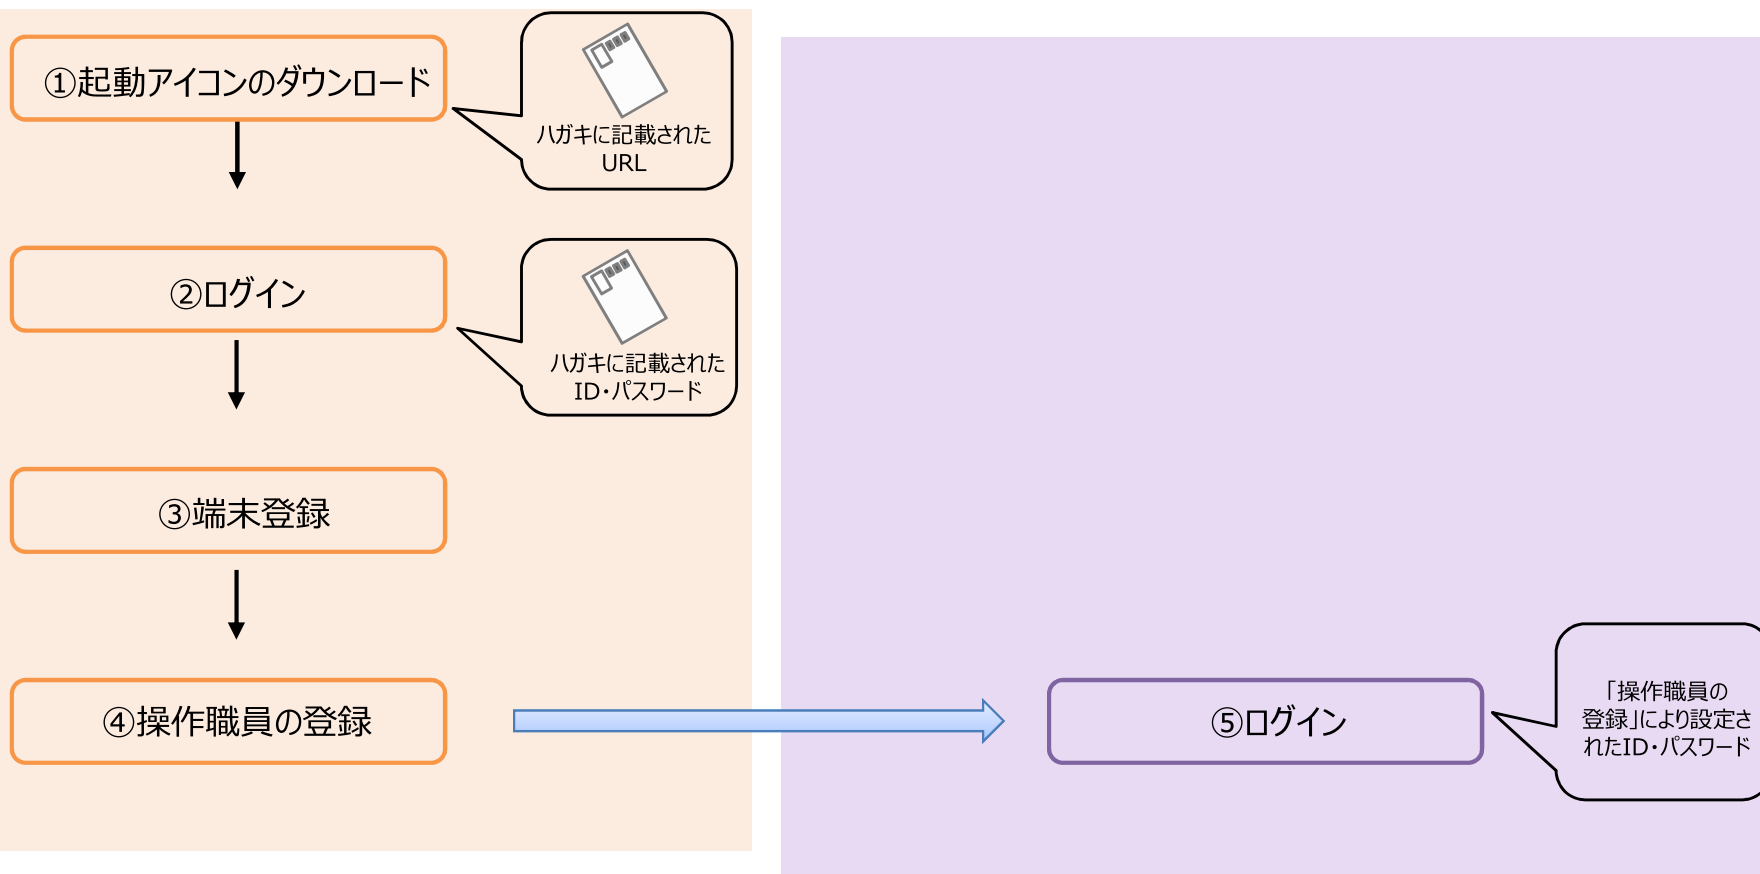 ①起動アイコンのダウンロード
ハガキに記載された
URL
②ログイン
ハガキに記載された
ID・パスワード
③端末登録
④操作職員の登録
⑤ログイン
「操作職員の
登録」により設定さ
れたID・パスワード